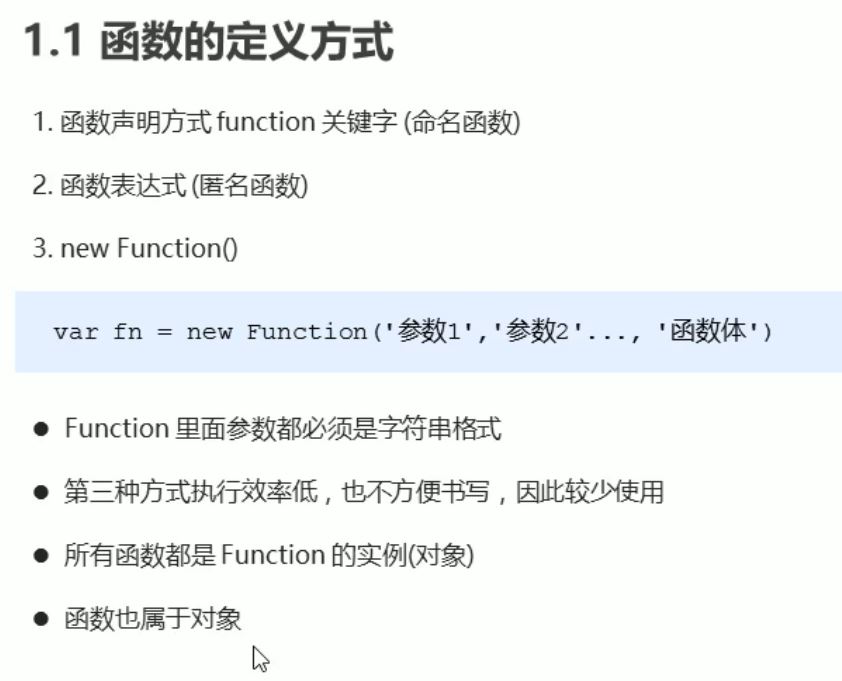 1.1 函数的定义方式
1. 函数声明方式 function 关键字 (命名函数)
2. 函数表达式 (匿名函数)
3. new Function()
var fn = new Function('参数1','参数2'..., '函数体')
● Function 里面参数都必须是字符串格式
● 第三种方式执行效率低，也不方便书写，因此较少使用
● 所有函数都是 Function 的实例(对象)
● 函数也属于对象